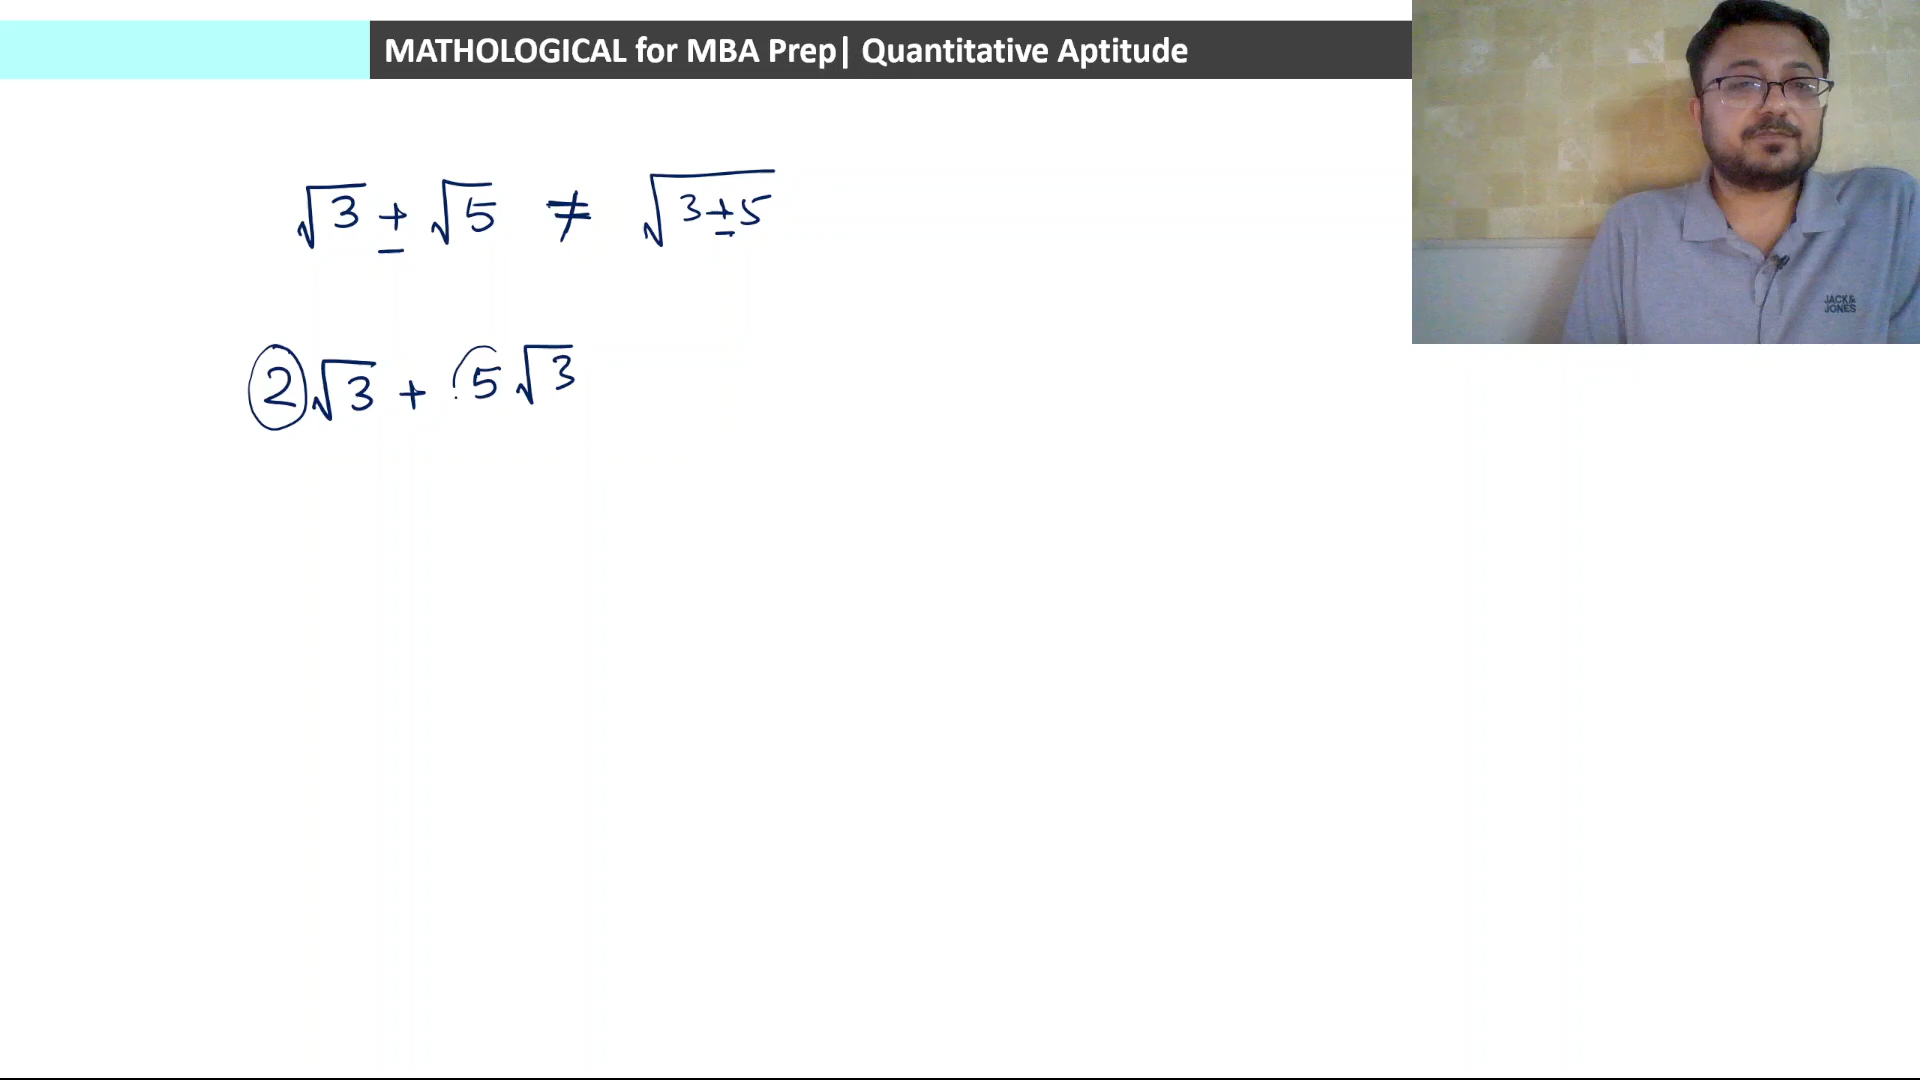 MATHOLOGICAL for MBA Prep| Quantitative Aptitude
√3 ± √5 ≠ √(3±5)
2√3 + 5√3
JACK&
JONES